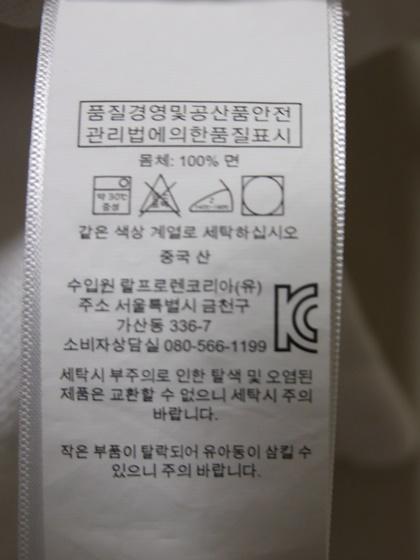 품질경영및공산품안전
관리법에의한품질표시
몸체: 100% 면
약 30℃
중성
2
같은 색상 계열로 세탁하십시오
중국 산
수입원 랄프로렌코리아(유)
주소 서울특별시 금천구
가산동 336-7
소비자상담실 080-566-1199
세탁시 부주의로 인한 탈색 및 오염된
제품은 교환할 수 없으니 세탁시 주의
바랍니다.
작은 부품이 탈락되어 유아동이 삼킬 수
있으니 주의 바랍니다.